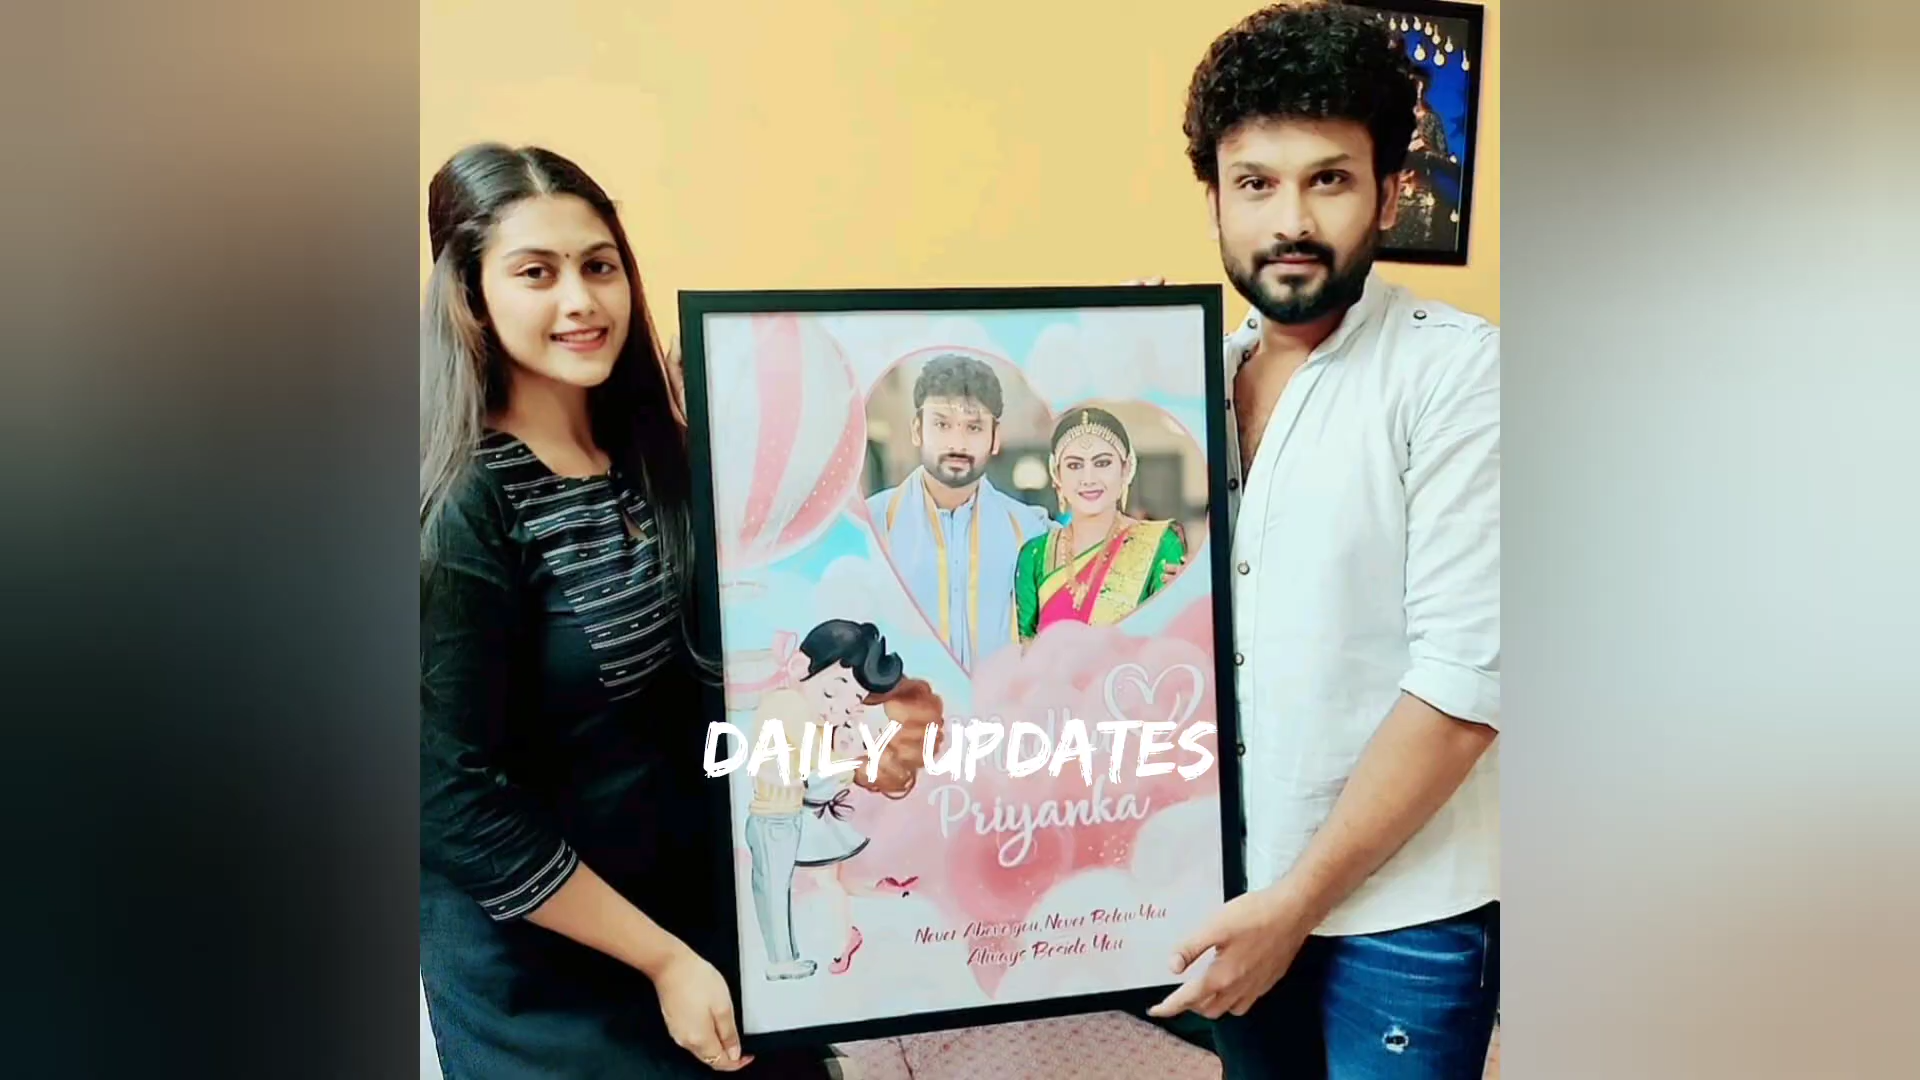 DAILY UPDATES
Priyanka
Never Above you, Never Below You
Always Beside You